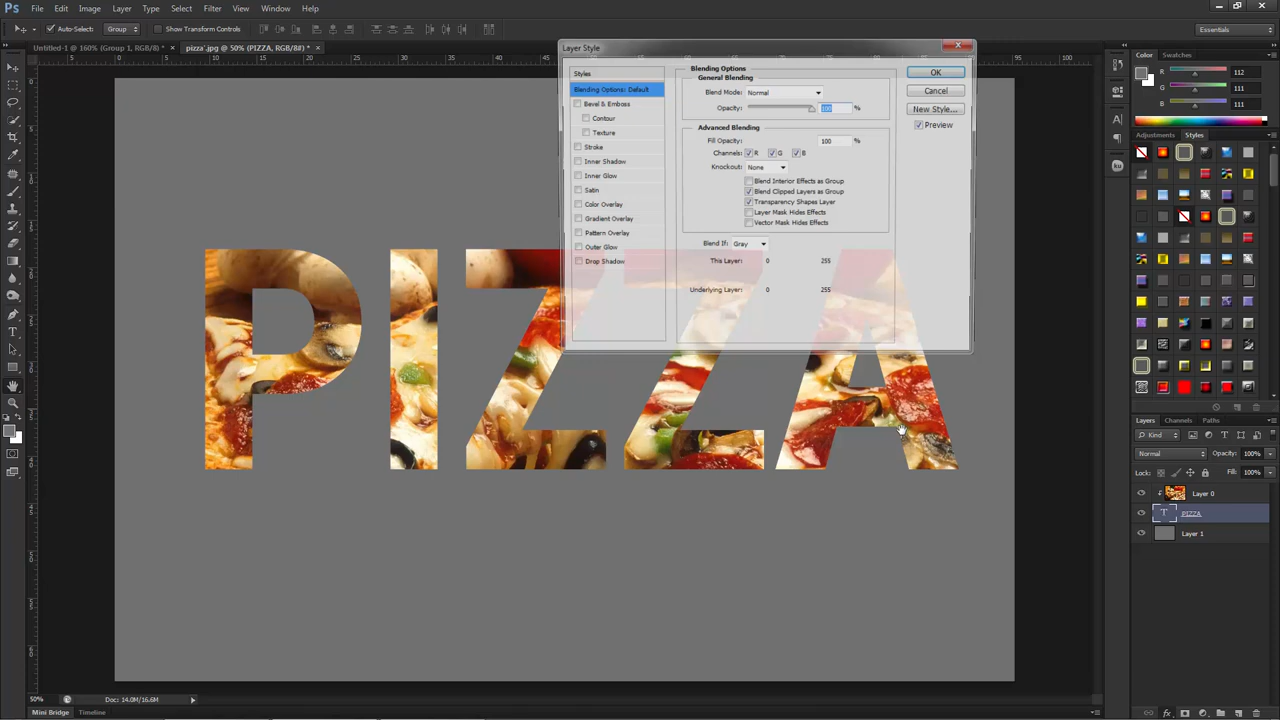 Ps File Edit Image Layer Type Select Filter View Window Help
Auto-Select: Group Show Transform Controls Essentials
Untitled-1 @ 160% (Group 1, RGB/8) * × pizza'.jpg @ 50% (PIZZA, RGB/8#) * ×
Layer Style
Styles
Blending Options: Default
Bevel & Emboss
Contour
Texture
Stroke
Inner Shadow
Inner Glow
Satin
Color Overlay
Gradient Overlay
Pattern Overlay
Outer Glow
Drop Shadow
Blending Options
General Blending
Blend Mode: Normal
Opacity: 100 %
Advanced Blending
Fill Opacity: 100 %
Channels: R G B
Knockout: None
Blend Interior Effects as Group
Blend Clipped Layers as Group
Transparency Shapes Layer
Layer Mask Hides Effects
Vector Mask Hides Effects
Blend If: Gray
This Layer: 0 255
Underlying Layer: 0 255
OK
Cancel
New Style...
Preview
PIZZA
Color Swatches
R 112
G 111
B 111
Adjustments Styles
Layers Channels Paths
Kind
Normal Opacity: 100%
Lock: Fill: 100%
Layer 0
T PIZZA
Layer 1
50% Doc: 14.0M/16.6M
Mini Bridge Timeline